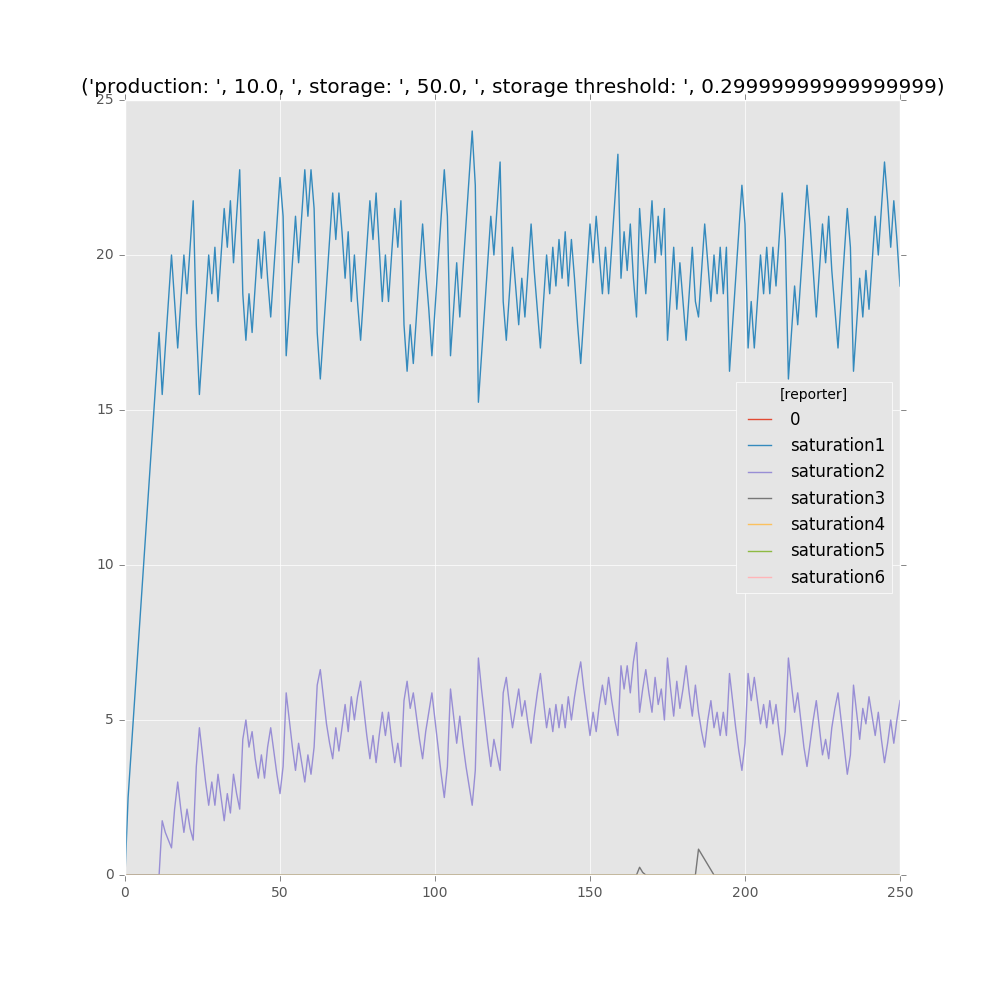 ('production: ', 10.0, ', storage: ', 50.0, ', storage threshold: ', 0.29999999999999999)
25
20
15
10
5
0
[reporter]
0
saturation1
saturation2
saturation3
saturation4
saturation5
saturation6
0 50 100 150 200 250